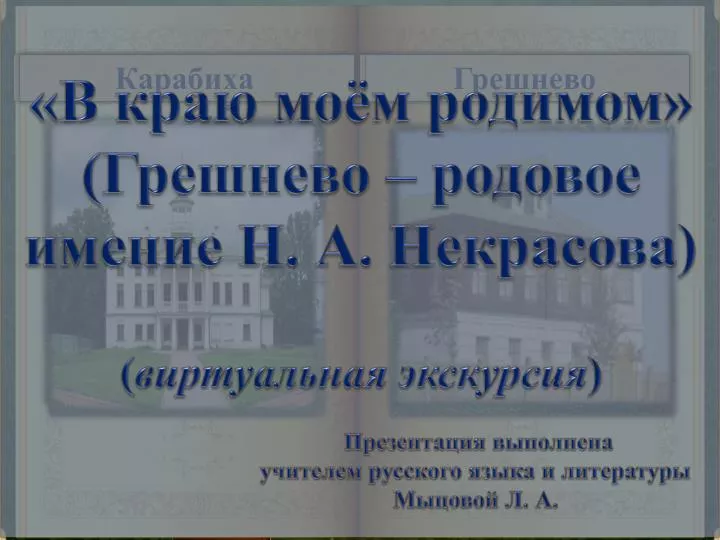 Карабиха Грешнево
«В краю моём родимом»
(Грешнево – родовое
имение Н. А. Некрасова)
(виртуальная экскурсия)
Презентация выполнена
учителем русского языка и литературы
Мыцовой Л. А.